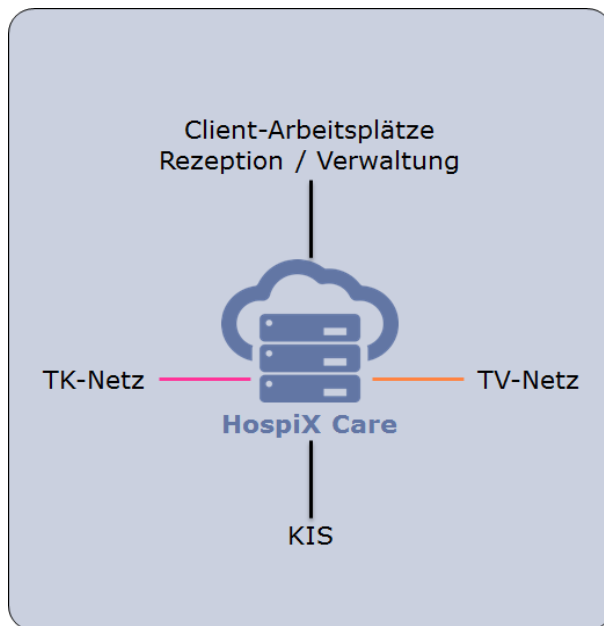 Client-Arbeitsplätze
Rezeption / Verwaltung
TK-Netz
TV-Netz
HospiX Care
KIS